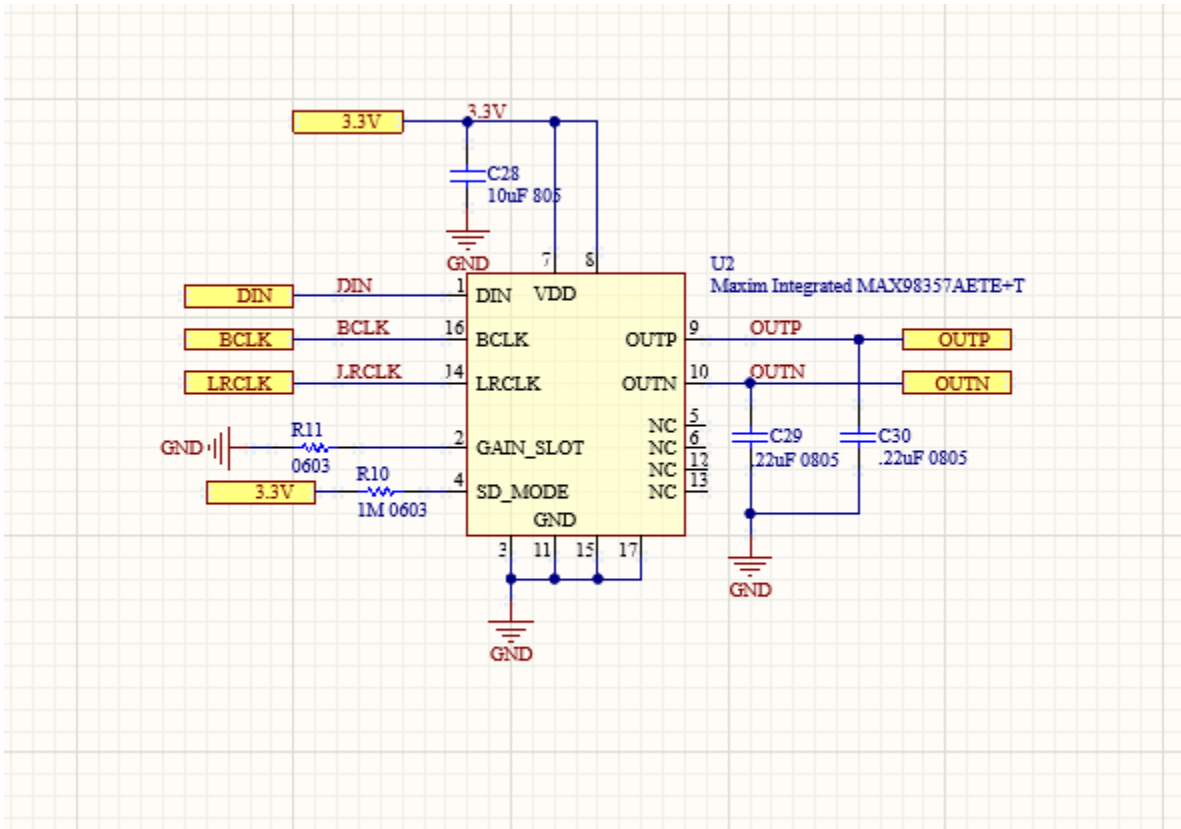 3.3V
3.3V
C28
10uF 805
GND
7
8
U2
Maxim Integrated MAX98357AETE+T
DIN
DIN
1
DIN
VDD
BCLK
BCLK
16
BCLK
OUTP
9
OUTP
OUTP
LRCLK
LRCLK
14
LRCLK
OUTN
10
OUTN
OUTN
NC
5
NC
6
NC
12
NC
13
C29
.22uF 0805
C30
.22uF 0805
GND
R11
0603
2
GAIN_SLOT
3.3V
R10
1M 0603
4
SD_MODE
GND
3
11
15
17
GND
GND